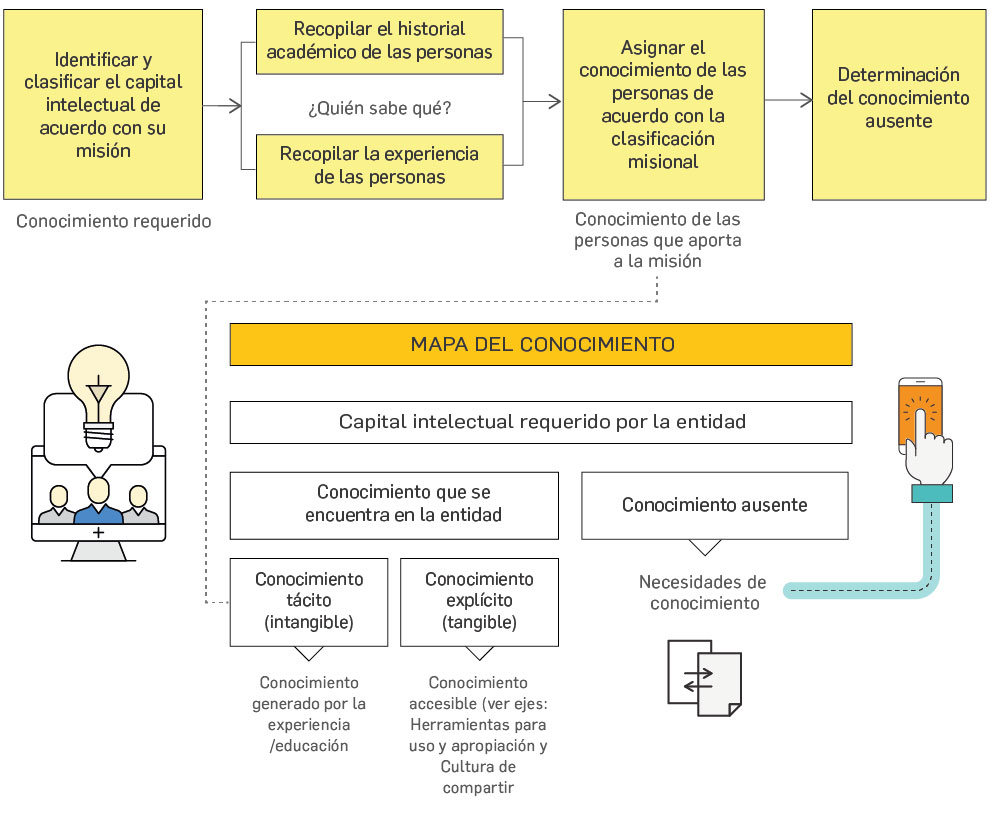 Identificar y
clasificar el capital
intelectual de
acuerdo con su
misión
Conocimiento requerido
Recopilar el historial
académico de las personas
¿Quién sabe qué?
Recopilar la experiencia
de las personas
Asignar el
conocimiento de las
personas de
acuerdo con la
clasificación
misional
Conocimiento de las
personas que aporta
a la misión
Determinación
del conocimiento
ausente
MAPA DEL CONOCIMIENTO
Capital intelectual requerido por la entidad
Conocimiento que se
encuentra en la entidad
Conocimiento ausente
Conocimiento
tácito
(intangible)
Conocimiento
explícito
(tangible)
Necesidades de
conocimiento
Conocimiento
generado por la
experiencia
/educación
Conocimiento
accesible (ver ejes:
Herramientas para
uso y apropiación y
Cultura de
compartir